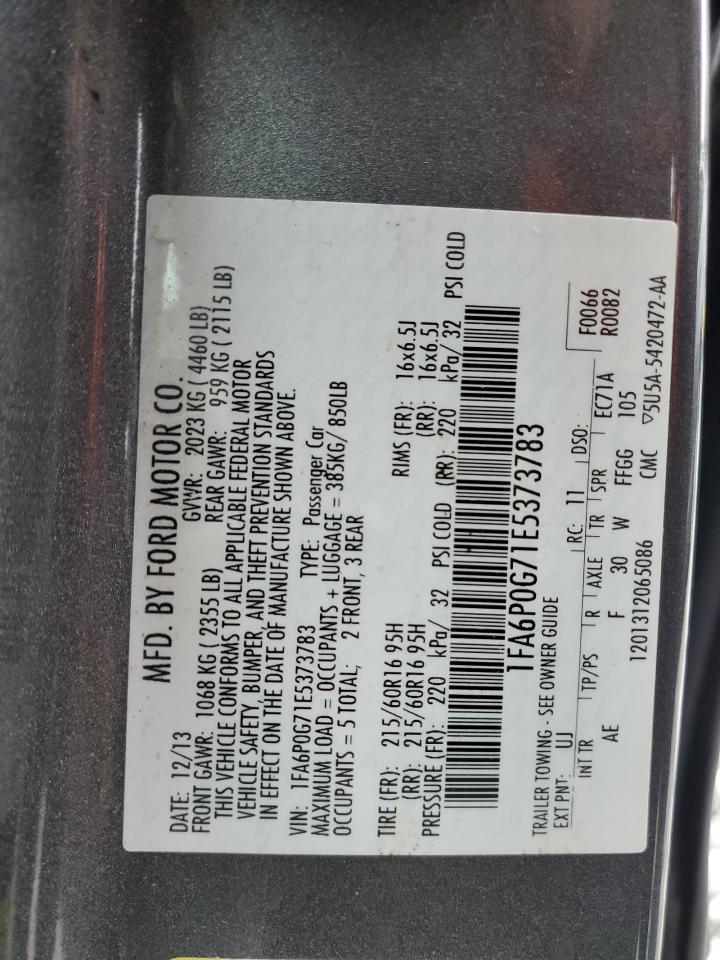 MFD. BY FORD MOTOR CO.
DATE: 12/13 GVWR: 2023 KG ( 4460 LB)
FRONT GAWR: 1068 KG ( 2355 LB) REAR GAWR: 959 KG ( 2115 LB)
THIS VEHICLE CONFORMS TO ALL APPLICABLE FEDERAL MOTOR
VEHICLE SAFETY, BUMPER, AND THEFT PREVENTION STANDARDS
IN EFFECT ON THE DATE OF MANUFACTURE SHOWN ABOVE.
VIN: 1FA6P0G71E5373783 TYPE: Passenger Car
MAXIMUM LOAD = OCCUPANTS + LUGGAGE = 385KG/ 850LB
OCCUPANTS = 5 TOTAL; 2 FRONT, 3 REAR
TIRE (FR): 215/60R16 95H RIMS (FR): 16x6.5J
(RR): 215/60R16 95H (RR): 16x6.5J
PRESSURE (FR): 220 kPa/ 32 PSI COLD (RR): 220 kPa/ 32 PSI COLD
1FA6P0G71E5373783
TRAILER TOWING - SEE OWNER GUIDE
EXT PNT: UJ RC: 11 DSO: F0066
R0082
INT TR TP/PS R AXLE TR SPR EC71A
AE F 30 W FFGG 105
1201312065086 CMC ▽5U5A-5420472-AA